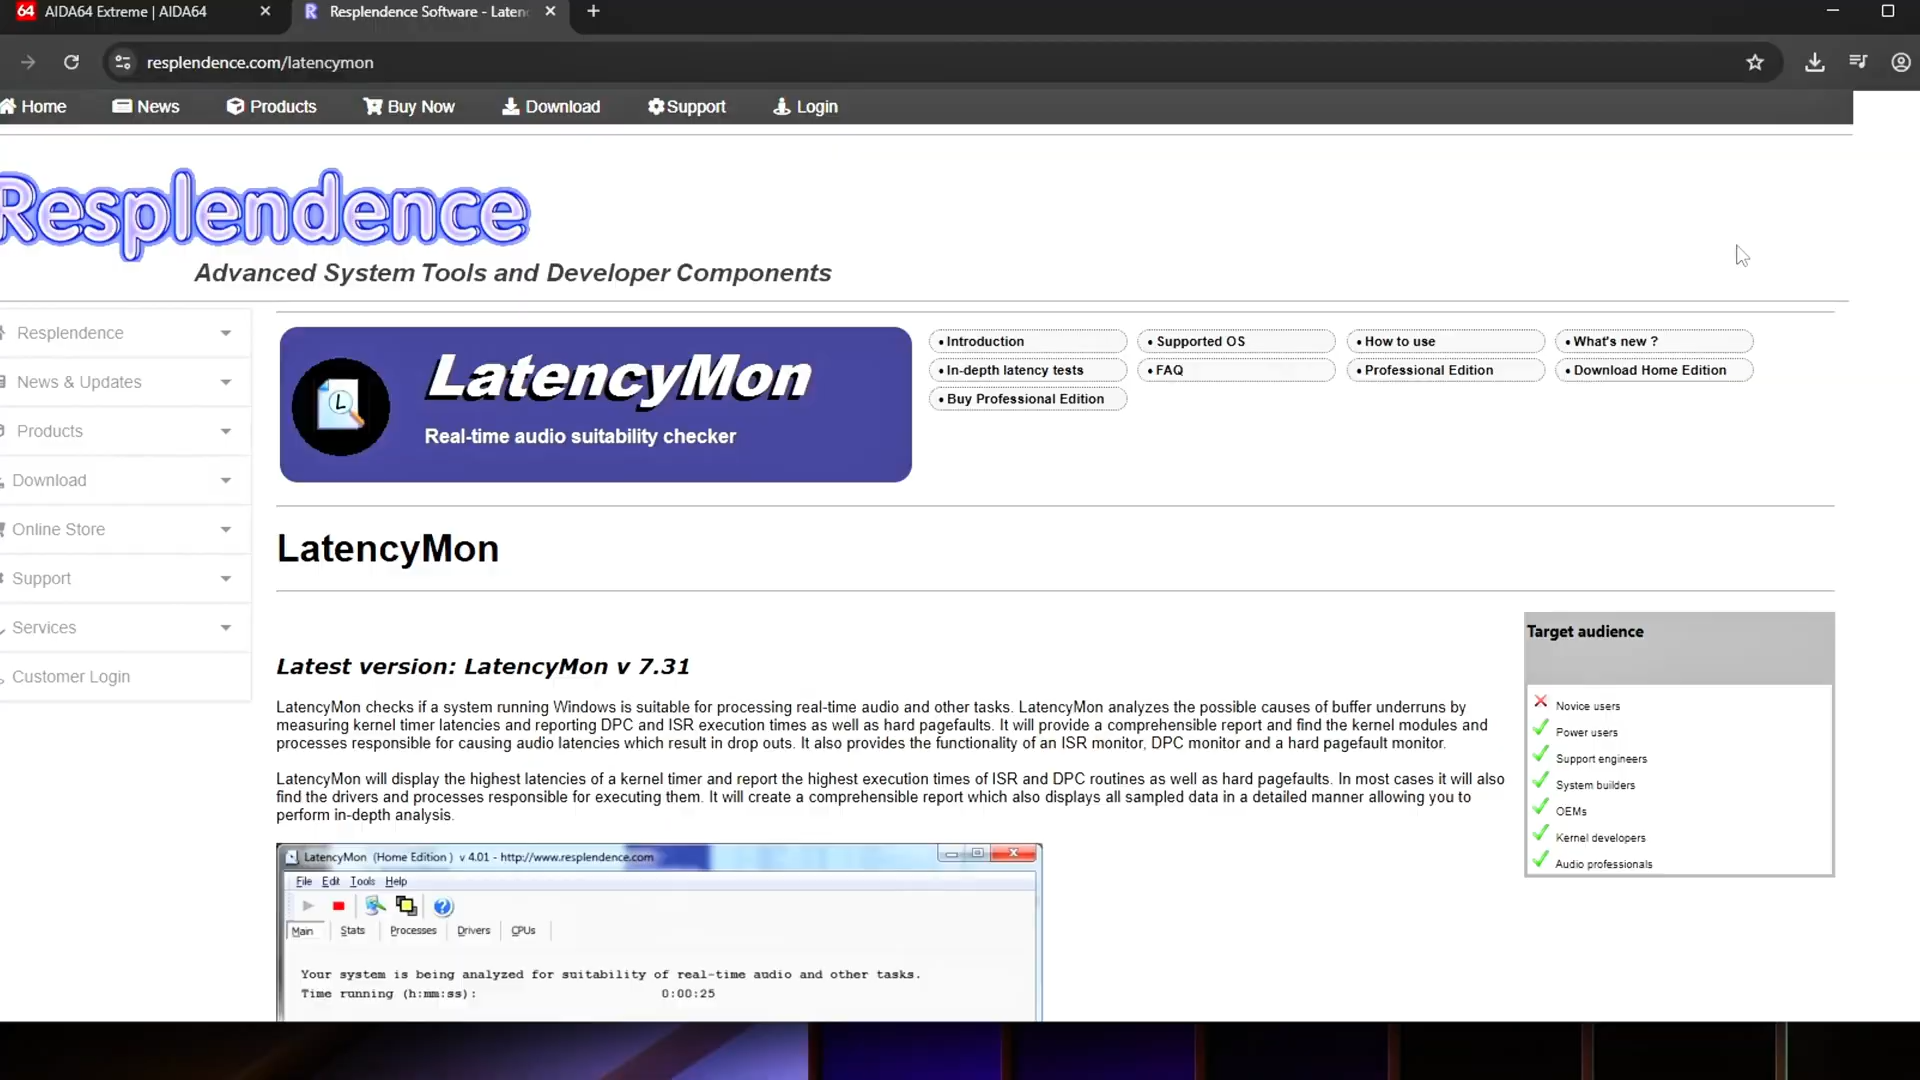 64 AIDA64 Extreme | AIDA64
Resplendence Software - Laten
resplendence.com/latencymon
Home News Products Buy Now Download Support Login
Resplendence
Advanced System Tools and Developer Components
Resplendence
News & Updates
Products
Download
Online Store
Support
Services
Customer Login
LatencyMon
Real-time audio suitability checker
• Introduction • Supported OS • How to use • What's new ?
• In-depth latency tests • FAQ • Professional Edition • Download Home Edition
• Buy Professional Edition
LatencyMon
Latest version: LatencyMon v 7.31
LatencyMon checks if a system running Windows is suitable for processing real-time audio and other tasks. LatencyMon analyzes the possible causes of buffer underruns by
measuring kernel timer latencies and reporting DPC and ISR execution times as well as hard pagefaults. It will provide a comprehensive report and find the kernel modules and
processes responsible for causing audio latencies which result in drop outs. It also provides the functionality of an ISR monitor, DPC monitor and a hard pagefault monitor.
LatencyMon will display the highest latencies of a kernel timer and report the highest execution times of ISR and DPC routines as well as hard pagefaults. In most cases it will also
find the drivers and processes responsible for executing them. It will create a comprehensive report which also displays all sampled data in a detailed manner allowing you to
perform in-depth analysis.
Target audience
Novice users
Power users
Support engineers
System builders
OEMs
Kernel developers
Audio professionals
LatencyMon (Home Edition ) v 4.01 - http://www.resplendence.com
File Edit Tools Help
Main Stats Processes Drivers CPUs
Your system is being analyzed for suitability of real-time audio and other tasks.
Time running (h:mm:ss): 0:00:25